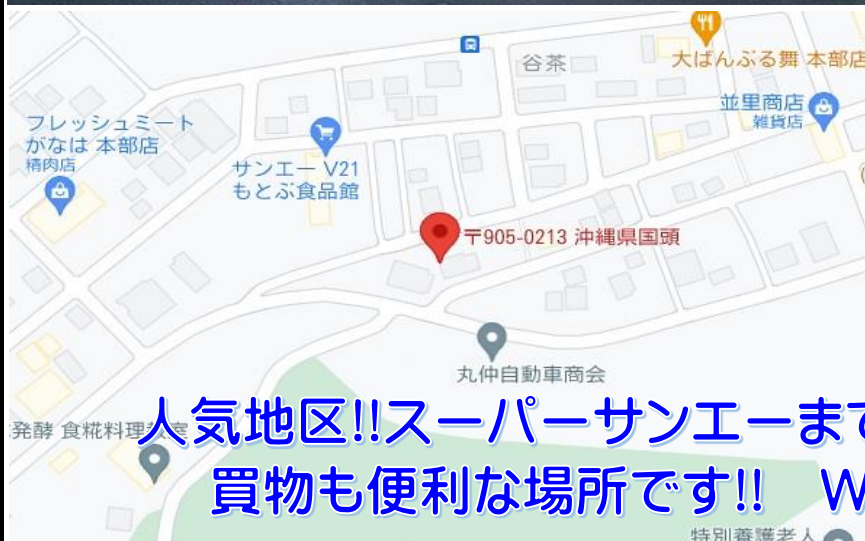 谷茶
大ばんぶる舞 本部店
並里商店
雑貨店
フレッシュミート
がなは 本部店
精肉店
サンエー V21
もとぶ食品館
〒905-0213 沖縄県国頭
丸仲自動車商会
発酵 食糀料理教室
人気地区!!スーパーサンエーまで
買物も便利な場所です!! W
特別養護老人